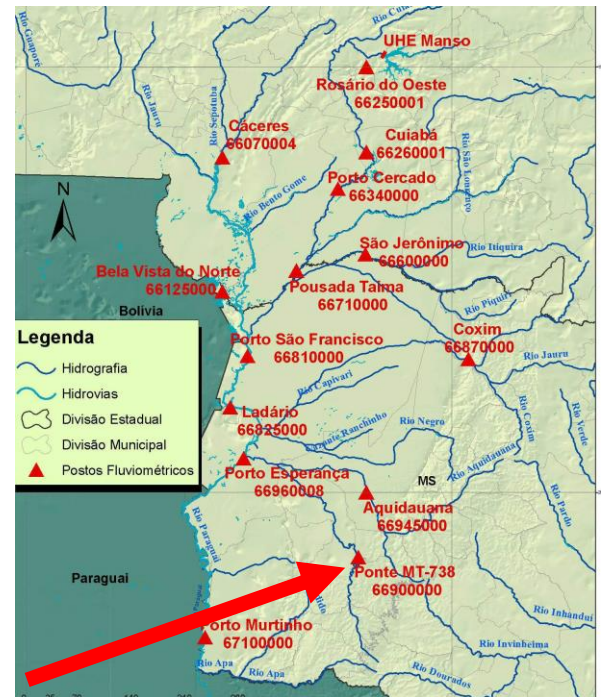 Rio Guaporé
Rio Jauru
Rio Sepotuba
UHE Manso
Rosário do Oeste
66250001
Cáceres
66070004
Cuiabá
66260001
Rio São Lourenço
Porto Cercado
66340000
N
Rio Bento Gome
São Jerônimo
66600000
Rio Itiquira
Bela Vista do Norte
66125000
Pousada Taima
66710000
Rio Piquiri
Bolívia
Legenda
Hidrografia
Hidrovias
Divisão Estadual
Divisão Municipal
Postos Fluviométricos
Porto São Francisco
66810000
Coxim
66870000
Rio Jauru
Rio Capivari
Ladário
66825000
Rio Negro
Rio Coxim
Rio Verde
Porto Esperança
66960008
Rio Aquidauana
MS
Aquidauana
66945000
Rio Pardo
Rio Paraguai
Paraguai
Ponte MT-738
66900000
Rio Inhandui
Porto Murtinho
67100000
Rio Invinheima
Rio Apa
Rio Apa
Rio Dourados